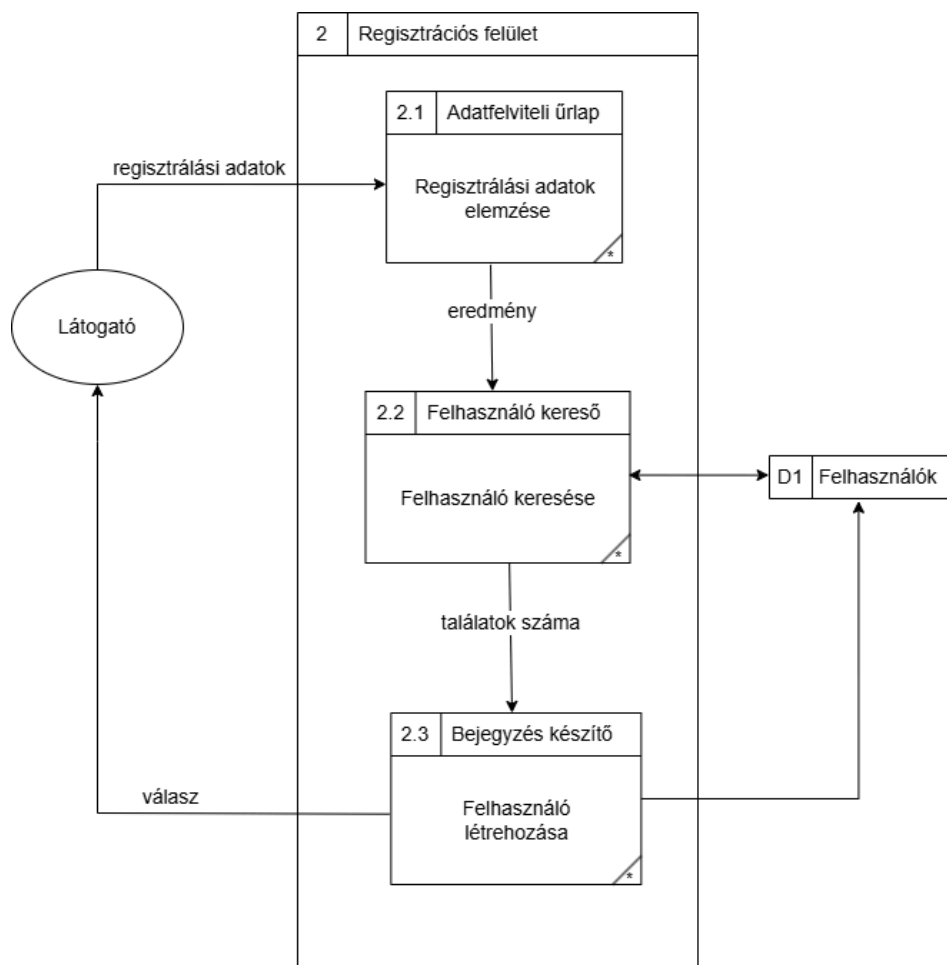 2 Regisztrációs felület
2.1 Adatfelviteli űrlap
regisztrálási adatok
Regisztrálási adatok
elemzése
*
eredmény
Látogató
2.2 Felhasználó kereső
Felhasználó keresése
*
D1 Felhasználók
találatok száma
2.3 Bejegyzés készítő
válasz
Felhasználó
létrehozása
*